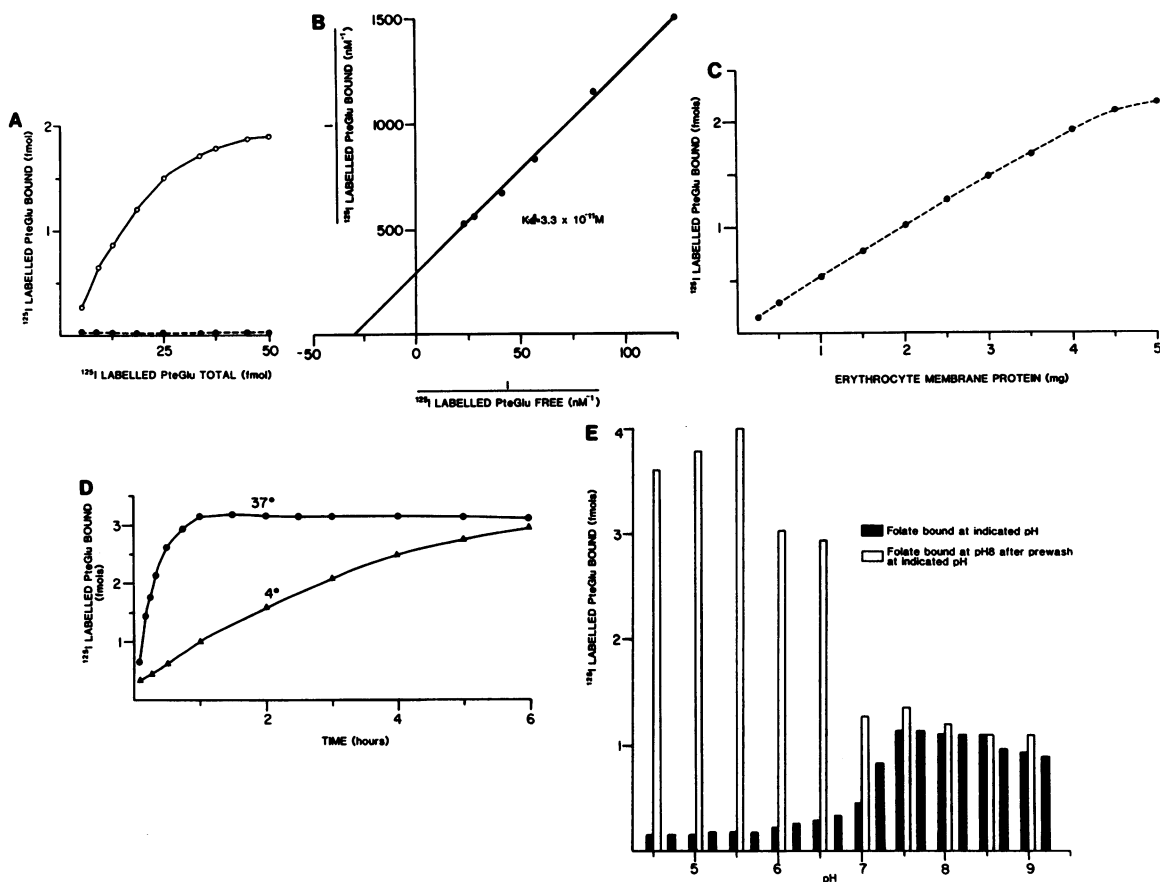 A
¹²⁵I LABELLED PteGlu BOUND (fmol)
2
1
25
50
¹²⁵I LABELLED PteGlu TOTAL (fmol)
B
1
¹²⁵I LABELLED PteGlu BOUND (nM⁻¹)
1500
1000
500
-50
0
50
100
Kd=3.3 x 10⁻¹¹M
1
¹²⁵I LABELLED PteGlu FREE (nM⁻¹)
C
¹²⁵I LABELLED PteGlu BOUND (fmols)
2
1
1
2
3
4
5
ERYTHROCYTE MEMBRANE PROTEIN (mg)
D
¹²⁵I LABELLED PteGlu BOUND
(fmols)
3
2
1
37°
4°
2
4
6
TIME (hours)
E
¹²⁵I LABELLED PteGlu BOUND (fmols)
4
3
2
1
Folate bound at indicated pH
Folate bound at pH8 after prewash
at indicated pH
5
6
7
8
9
pH